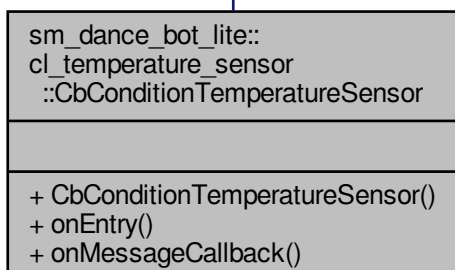 sm_dance_bot_lite::
cl_temperature_sensor
::CbConditionTemperatureSensor
+ CbConditionTemperatureSensor()
+ onEntry()
+ onMessageCallback()